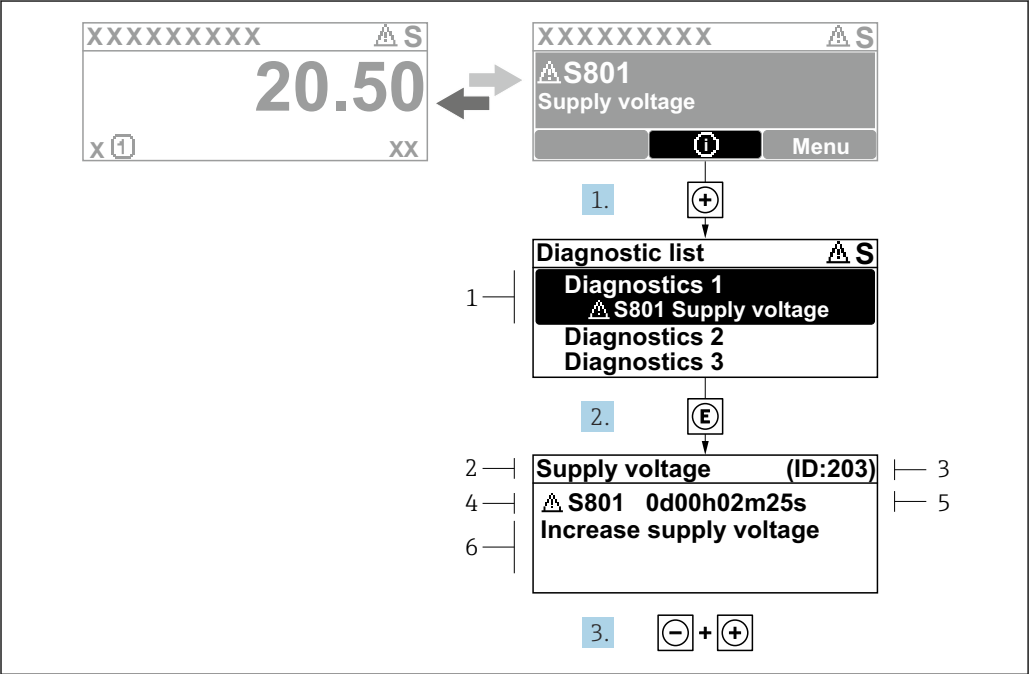 XXXXXXXXX ⚠ S
20.50
x ① xx
XXXXXXXXX ⚠ S
⚠ S801
Supply voltage
ⓘ Menu
1. ⊕
Diagnostic list ⚠ S
1 Diagnostics 1
⚠ S801 Supply voltage
Diagnostics 2
Diagnostics 3
2. Ⓔ
2 Supply voltage (ID:203) 3
4 ⚠ S801 0d00h02m25s 5
6 Increase supply voltage
3. ⊖ + ⊕